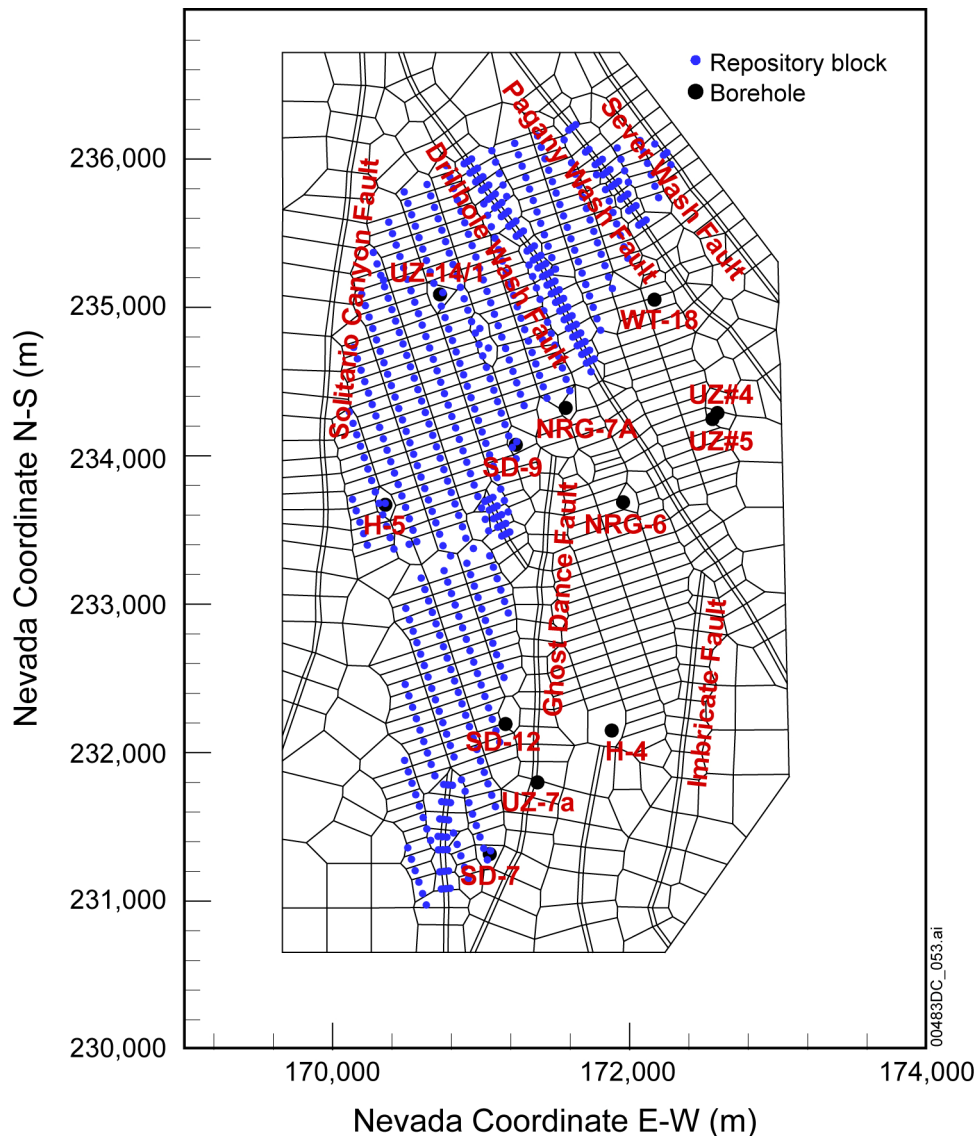 Repository block
Borehole
Sever Wash Fault
Pagany Wash Fault
Drillhole Wash Fault
Solitario Canyon Fault
236,000
UZ-14/1
235,000
WT-18
UZ#4
NRG-7A
UZ#5
SD-9
234,000
H-5
NRG-6
Ghost Dance Fault
233,000
Imbricate Fault
SD-12
H-4
232,000
UZ-7a
SD-7
231,000
230,000
170,000
172,000
174,000
Nevada Coordinate N-S (m)
Nevada Coordinate E-W (m)
00483DC_053.ai